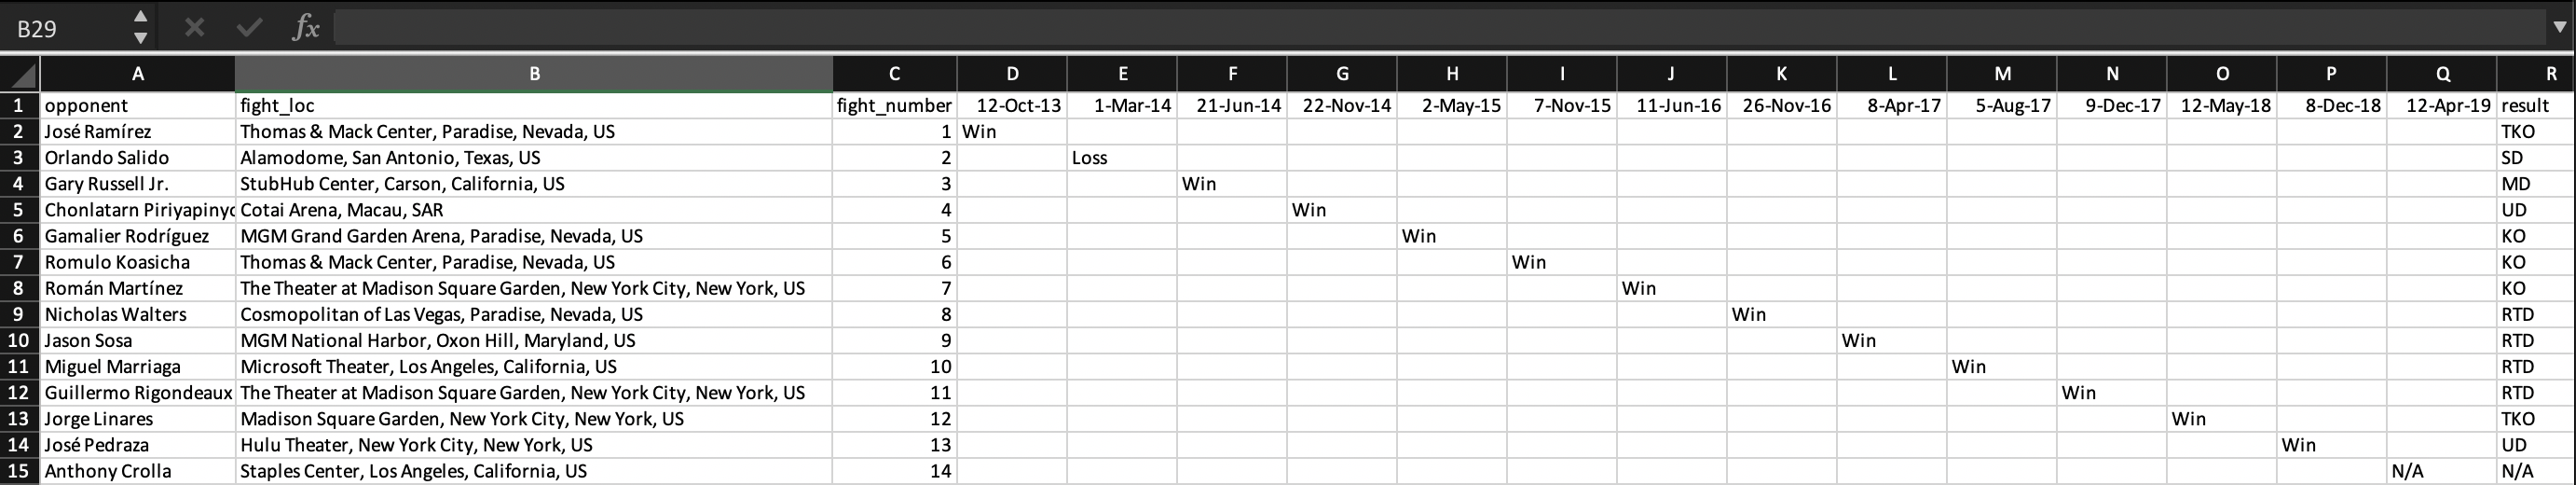 B29 fx
A B C D E F G H I J K L M N O P Q R
1 opponent fight_loc fight_number 12-Oct-13 1-Mar-14 21-Jun-14 22-Nov-14 2-May-15 7-Nov-15 11-Jun-16 26-Nov-16 8-Apr-17 5-Aug-17 9-Dec-17 12-May-18 8-Dec-18 12-Apr-19 result
2 José Ramírez Thomas & Mack Center, Paradise, Nevada, US 1 Win TKO
3 Orlando Salido Alamodome, San Antonio, Texas, US 2 Loss SD
4 Gary Russell Jr. StubHub Center, Carson, California, US 3 Win MD
5 Chonlatarn Piriyapinyo Cotai Arena, Macau, SAR 4 Win UD
6 Gamalier Rodríguez MGM Grand Garden Arena, Paradise, Nevada, US 5 Win KO
7 Romulo Koasicha Thomas & Mack Center, Paradise, Nevada, US 6 Win KO
8 Román Martínez The Theater at Madison Square Garden, New York City, New York, US 7 Win KO
9 Nicholas Walters Cosmopolitan of Las Vegas, Paradise, Nevada, US 8 Win RTD
10 Jason Sosa MGM National Harbor, Oxon Hill, Maryland, US 9 Win RTD
11 Miguel Marriaga Microsoft Theater, Los Angeles, California, US 10 Win RTD
12 Guillermo Rigondeaux The Theater at Madison Square Garden, New York City, New York, US 11 Win RTD
13 Jorge Linares Madison Square Garden, New York City, New York, US 12 Win TKO
14 José Pedraza Hulu Theater, New York City, New York, US 13 Win UD
15 Anthony Crolla Staples Center, Los Angeles, California, US 14 N/A N/A